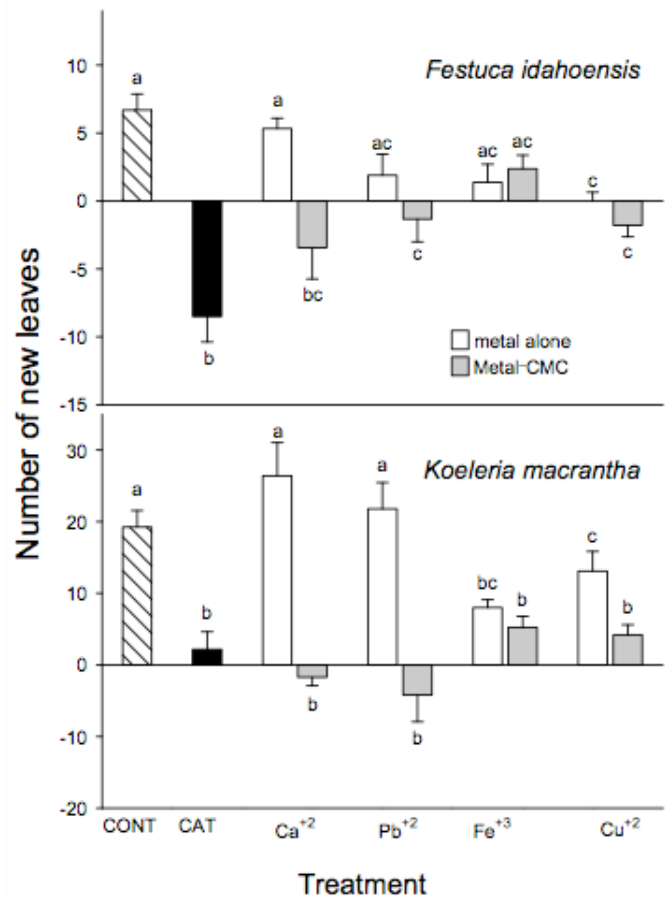 Number of new leaves
Festuca idahoensis
10
5
0
-5
-10
-15
a
b
a
bc
ac
c
ac
ac
c
c
metal alone
Metal-CMC
Koeleria macrantha
30
20
10
0
-10
-20
a
b
a
b
a
b
bc
b
c
b
CONT CAT Ca+2 Pb+2 Fe+3 Cu+2
Treatment